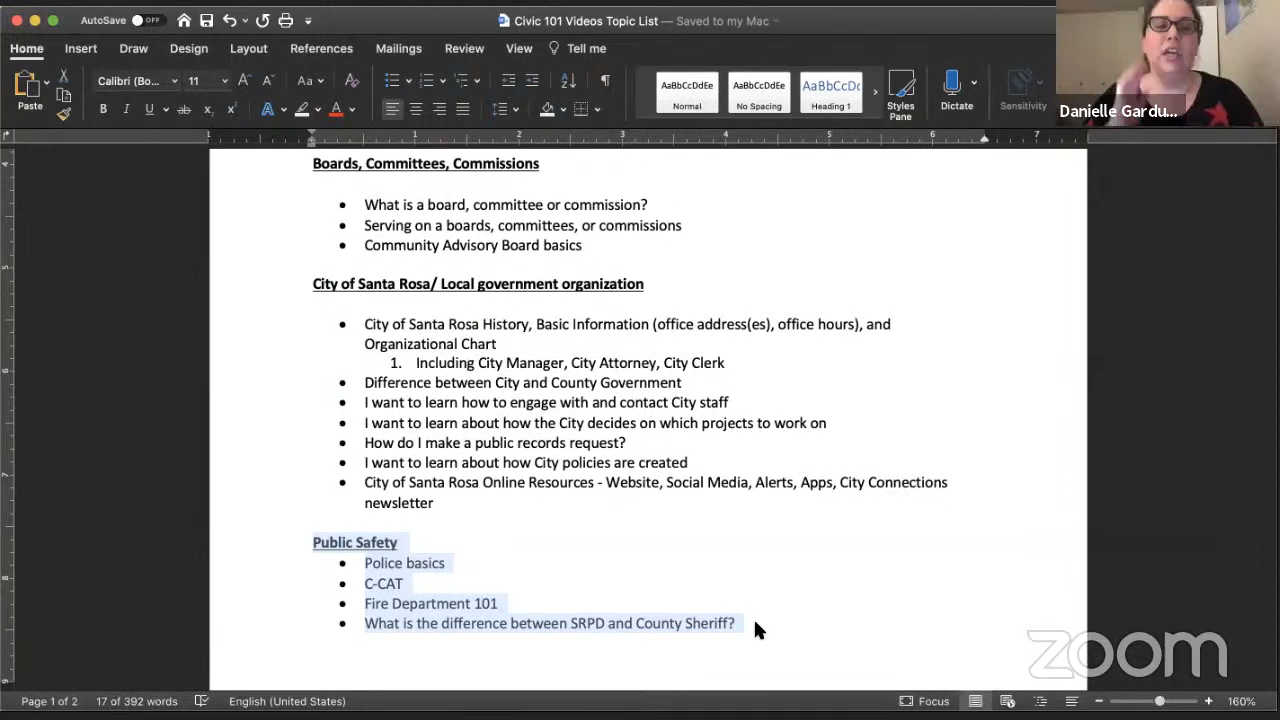 AutoSave OFF
Civic 101 Videos Topic List — Saved to my Mac
Home Insert Draw Design Layout References Mailings Review View Tell me
Paste
Calibri (Bo... 11
AaBbCcDdEe AaBbCcDdEe AaBbCcDc
Normal No Spacing Heading 1
Styles Pane
Dictate
Sensitivity
Danielle Gardu...
1 1 2 3 4 5 6 7
Boards, Committees, Commissions
• What is a board, committee or commission?
• Serving on a boards, committees, or commissions
• Community Advisory Board basics
City of Santa Rosa/ Local government organization
• City of Santa Rosa History, Basic Information (office address(es), office hours), and
Organizational Chart
1. Including City Manager, City Attorney, City Clerk
• Difference between City and County Government
• I want to learn how to engage with and contact City staff
• I want to learn about how the City decides on which projects to work on
• How do I make a public records request?
• I want to learn about how City policies are created
• City of Santa Rosa Online Resources - Website, Social Media, Alerts, Apps, City Connections
newsletter
Public Safety
• Police basics
• C-CAT
• Fire Department 101
• What is the difference between SRPD and County Sheriff?
zoom
Page 1 of 2 17 of 392 words English (United States) Focus 160%